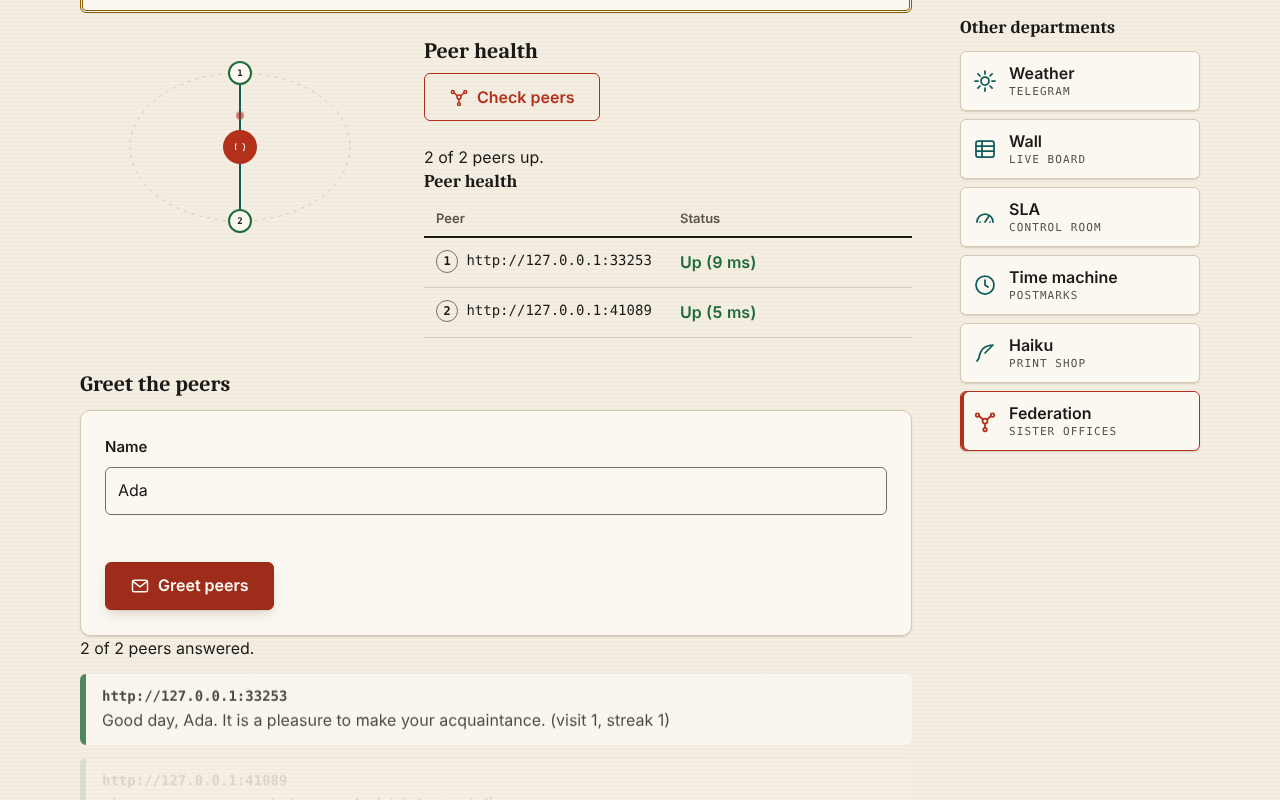 1
2
Peer health
Check peers
2 of 2 peers up.
Peer health
Peer Status
1 http://127.0.0.1:33253 Up (9 ms)
2 http://127.0.0.1:41089 Up (5 ms)
Greet the peers
Name
Ada
Greet peers
2 of 2 peers answered.
http://127.0.0.1:33253
Good day, Ada. It is a pleasure to make your acquaintance. (visit 1, streak 1)
http://127.0.0.1:41089
Other departments
Weather
TELEGRAM
Wall
LIVE BOARD
SLA
CONTROL ROOM
Time machine
POSTMARKS
Haiku
PRINT SHOP
Federation
SISTER OFFICES